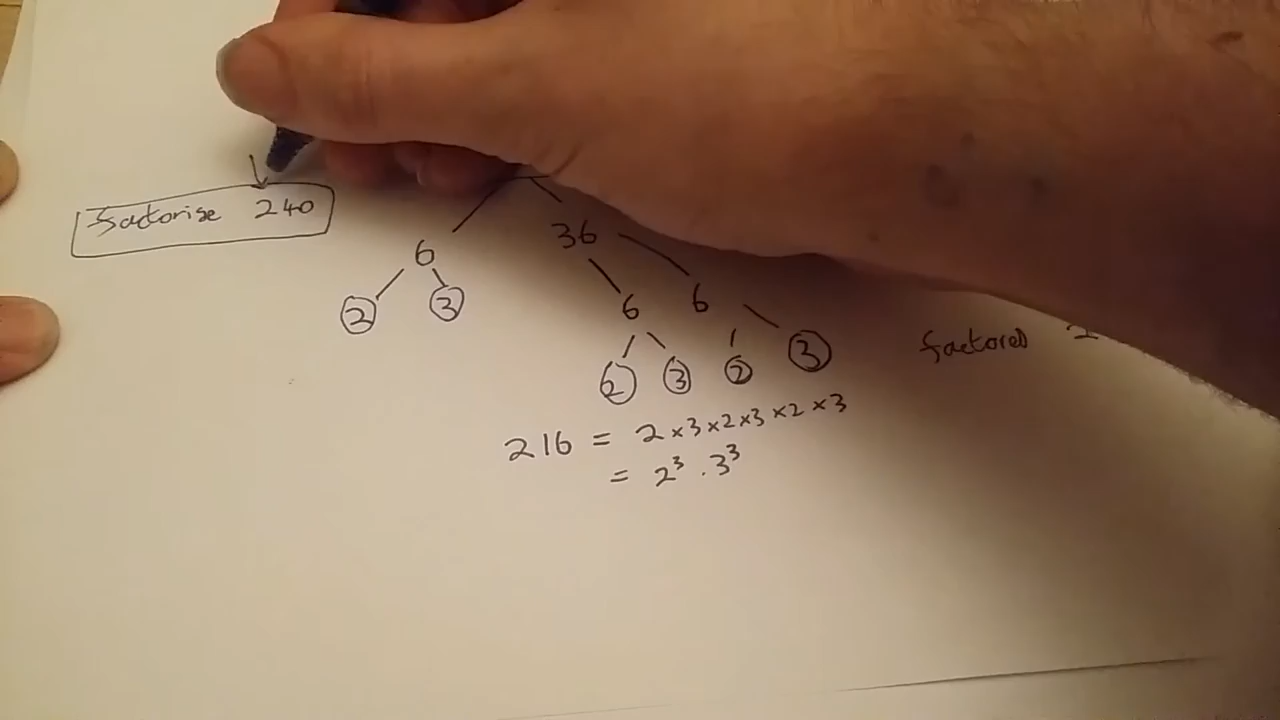 factorise 240
6 36
2 3
6 6
2 3 2 3
factored 2
216 = 2×3×2×3×2×3
= 2³ . 3³